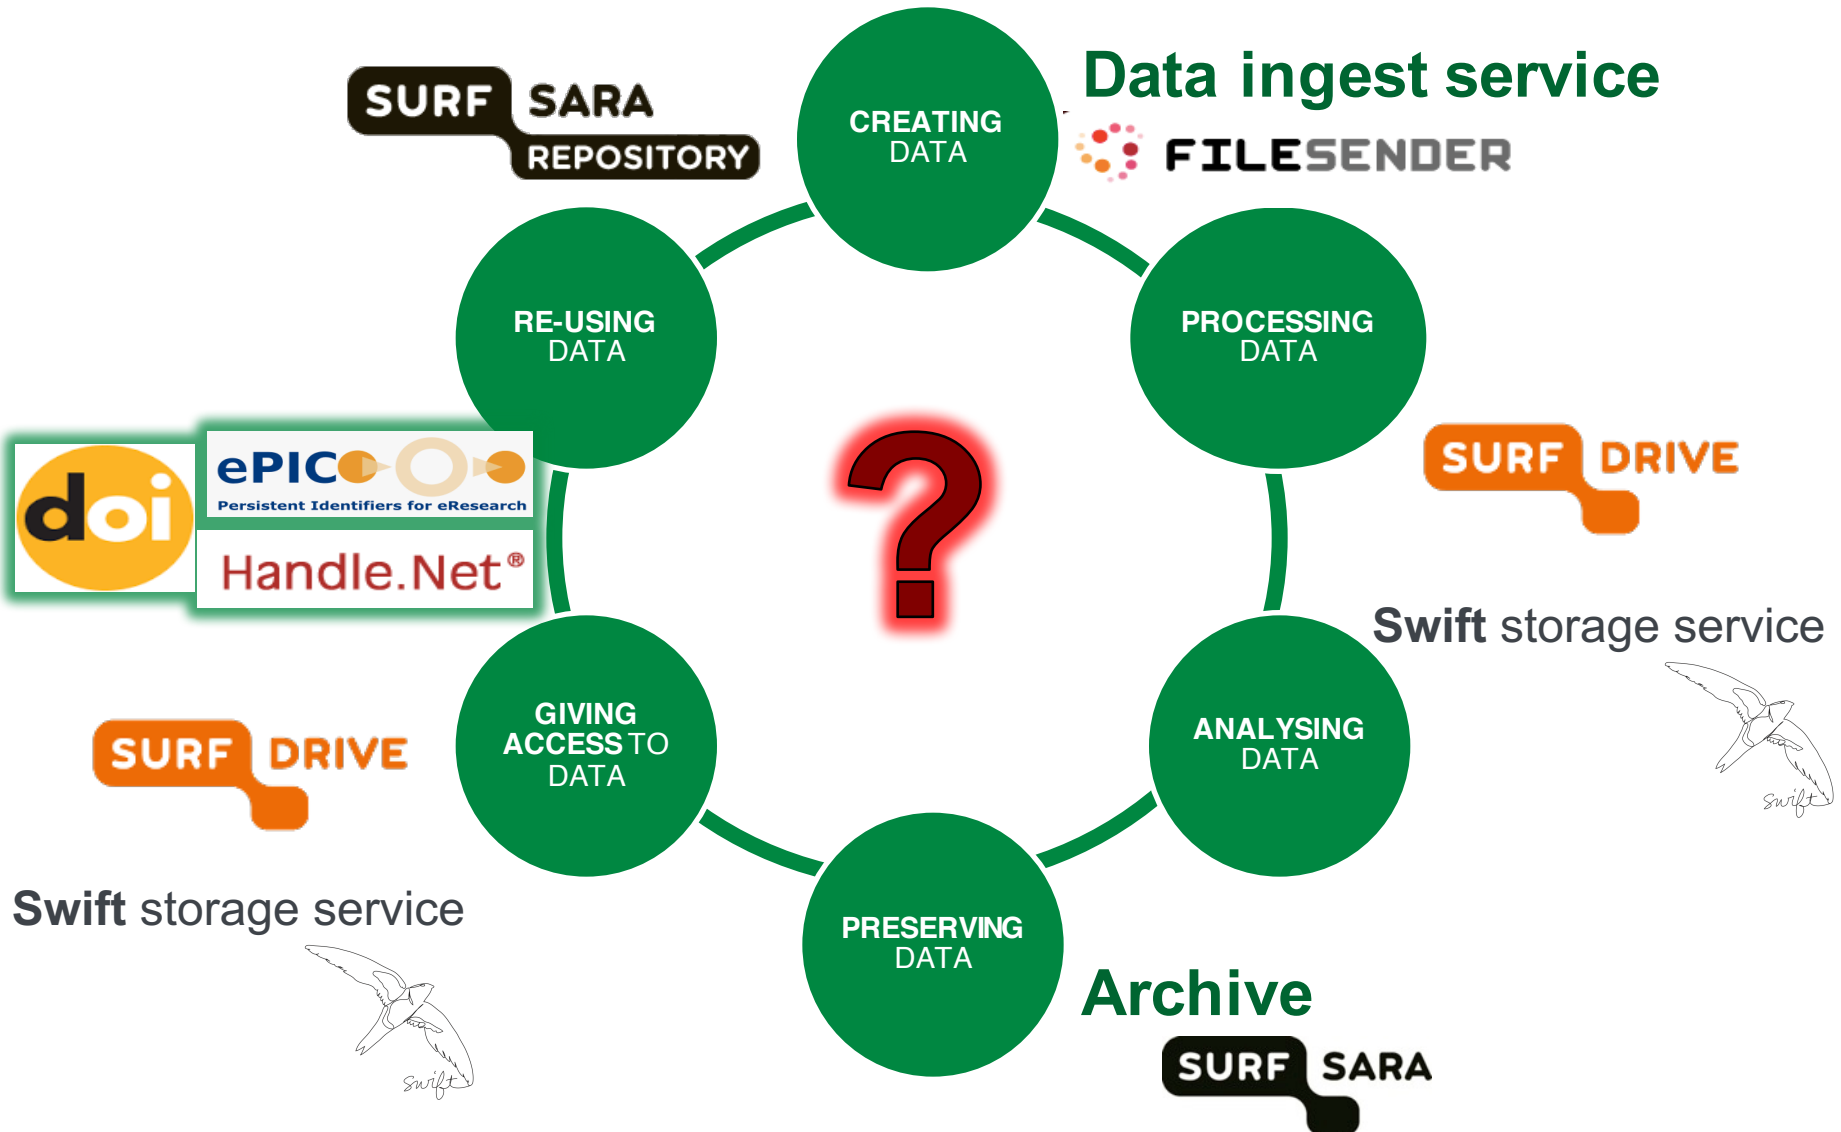 Data ingest service
SURF SARA
REPOSITORY
CREATING
DATA
FILESENDER
RE-USING
DATA
PROCESSING
DATA
doi
ePIC
Persistent Identifiers for eResearch
Handle.Net®
?
SURF DRIVE
Swift storage service
swift
GIVING
ACCESS TO
DATA
ANALYSING
DATA
SURF DRIVE
Swift storage service
swift
PRESERVING
DATA
Archive
SURF SARA